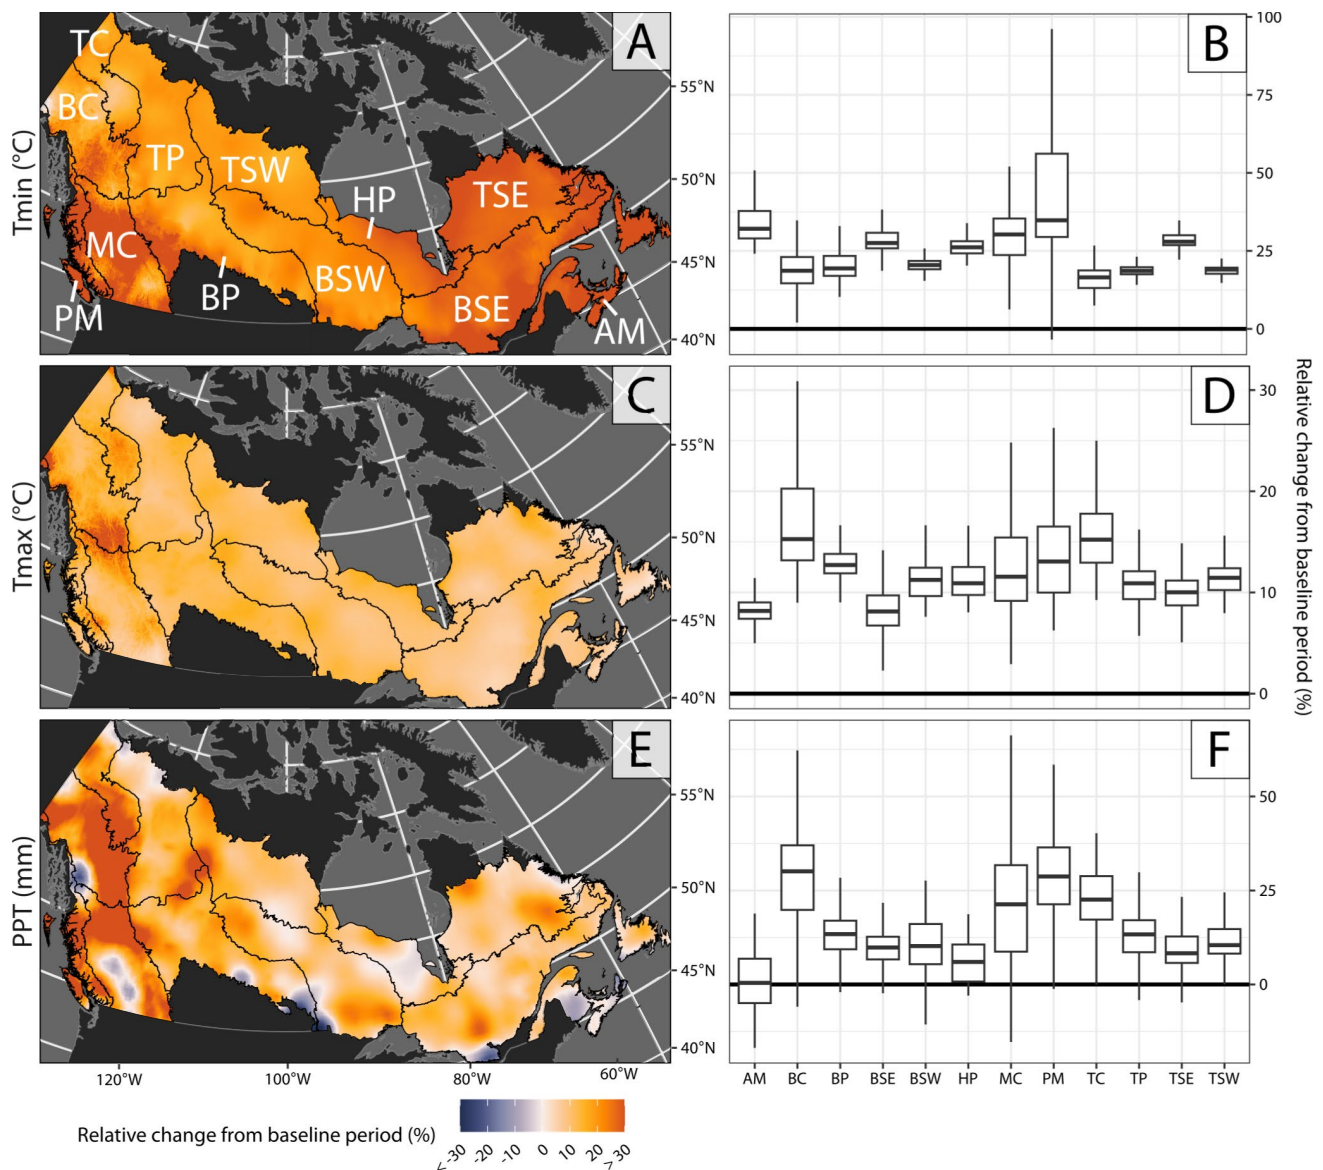 A
TC
BC
TP
TSW
HP
TSE
MC
BP
BSW
BSE
PM
AM
Tmin (°C)
55°N
50°N
45°N
40°N
B
100
75
50
25
0
C
Tmax (°C)
55°N
50°N
45°N
40°N
D
30
20
10
0
Relative change from baseline period (%)
E
PPT (mm)
55°N
50°N
45°N
40°N
120°W 100°W 80°W 60°W
F
50
25
0
AM BC BP BSE BSW HP MC PM TC TP TSE TSW
Relative change from baseline period (%)
< -30 -20 -10 0 10 20 > 30